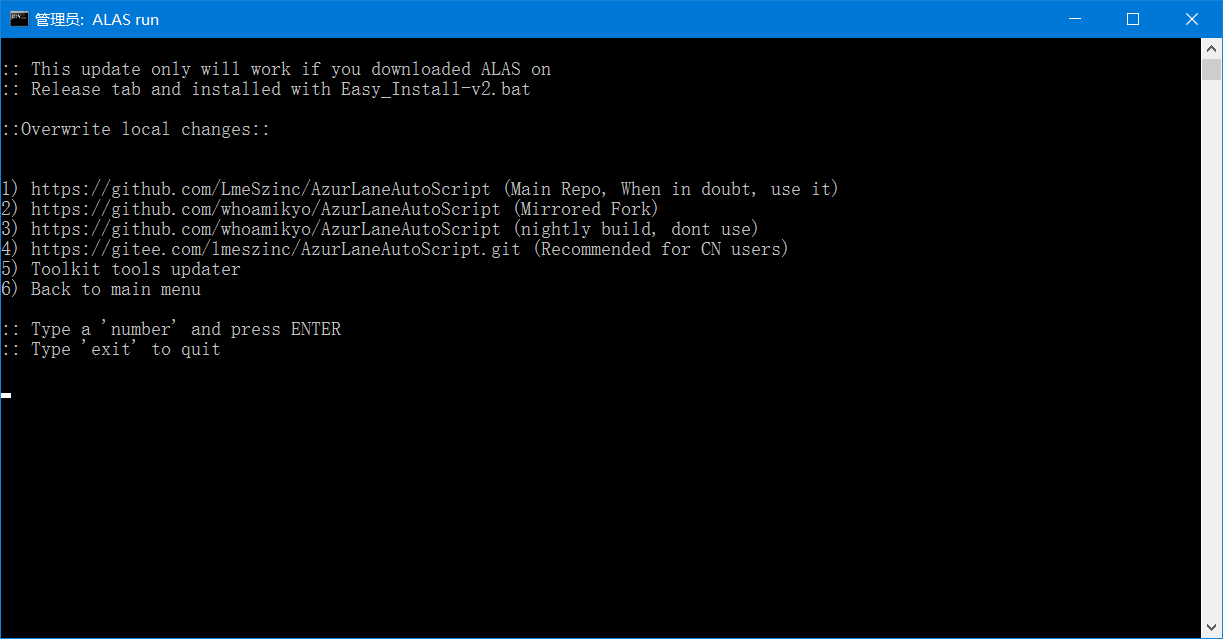 管理员: ALAS run
:: This update only will work if you downloaded ALAS on
:: Release tab and installed with Easy_Install-v2.bat
::Overwrite local changes::
1) https://github.com/LmeSzinc/AzurLaneAutoScript (Main Repo, When in doubt, use it)
2) https://github.com/whoamikyo/AzurLaneAutoScript (Mirrored Fork)
3) https://github.com/whoamikyo/AzurLaneAutoScript (nightly build, dont use)
4) https://gitee.com/lmeszinc/AzurLaneAutoScript.git (Recommended for CN users)
5) Toolkit tools updater
6) Back to main menu
:: Type a 'number' and press ENTER
:: Type 'exit' to quit